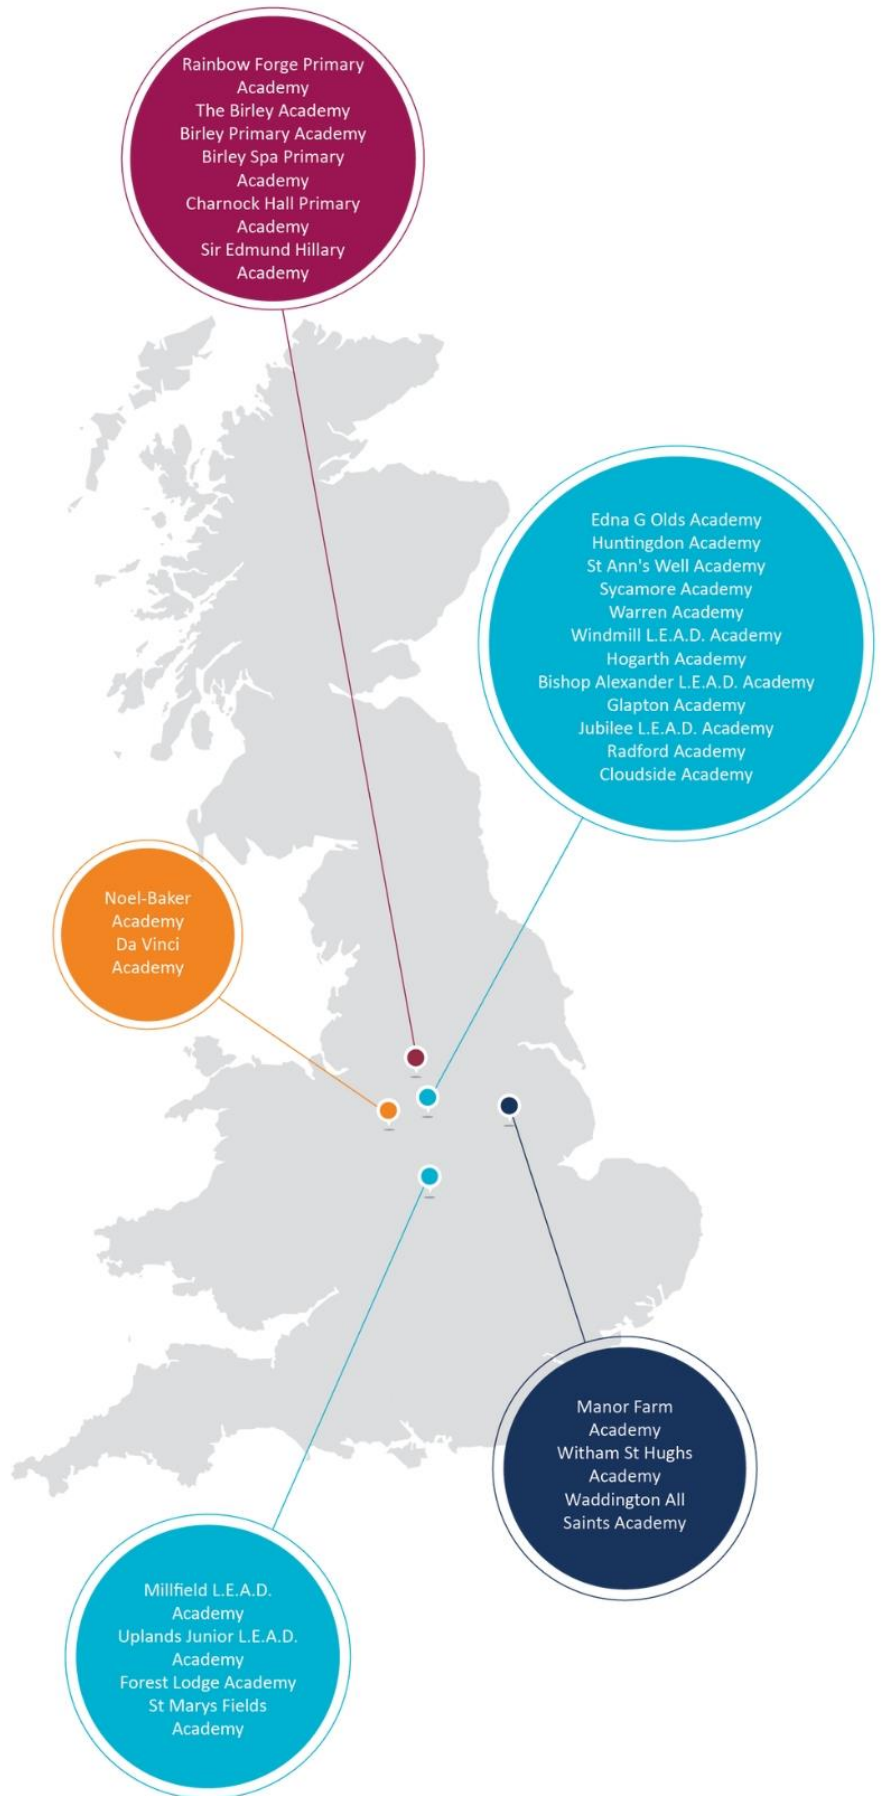 Rainbow Forge Primary
Academy
The Birley Academy
Birley Primary Academy
Birley Spa Primary
Academy
Charnock Hall Primary
Academy
Sir Edmund Hillary
Academy
Edna G Olds Academy
Huntingdon Academy
St Ann's Well Academy
Sycamore Academy
Warren Academy
Windmill L.E.A.D. Academy
Hogarth Academy
Bishop Alexander L.E.A.D. Academy
Glapton Academy
Jubilee L.E.A.D. Academy
Radford Academy
Cloudside Academy
Noel-Baker
Academy
Da Vinci
Academy
Manor Farm
Academy
Witham St Hughs
Academy
Waddington All
Saints Academy
Millfield L.E.A.D.
Academy
Uplands Junior L.E.A.D.
Academy
Forest Lodge Academy
St Marys Fields
Academy